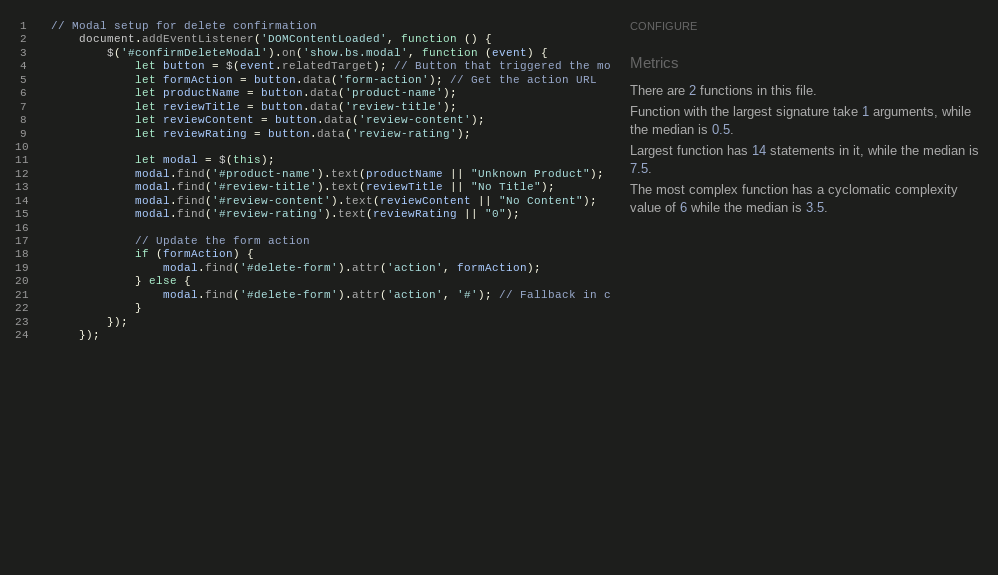 1 // Modal setup for delete confirmation
2 document.addEventListener('DOMContentLoaded', function () {
3 $('#confirmDeleteModal').on('show.bs.modal', function (event) {
4 let button = $(event.relatedTarget); // Button that triggered the mo
5 let formAction = button.data('form-action'); // Get the action URL
6 let productName = button.data('product-name');
7 let reviewTitle = button.data('review-title');
8 let reviewContent = button.data('review-content');
9 let reviewRating = button.data('review-rating');
10
11 let modal = $(this);
12 modal.find('#product-name').text(productName || "Unknown Product");
13 modal.find('#review-title').text(reviewTitle || "No Title");
14 modal.find('#review-content').text(reviewContent || "No Content");
15 modal.find('#review-rating').text(reviewRating || "0");
16
17 // Update the form action
18 if (formAction) {
19 modal.find('#delete-form').attr('action', formAction);
20 } else {
21 modal.find('#delete-form').attr('action', '#'); // Fallback in c
22 }
23 });
24 });
CONFIGURE
Metrics
There are 2 functions in this file.
Function with the largest signature take 1 arguments, while
the median is 0.5.
Largest function has 14 statements in it, while the median is
7.5.
The most complex function has a cyclomatic complexity
value of 6 while the median is 3.5.